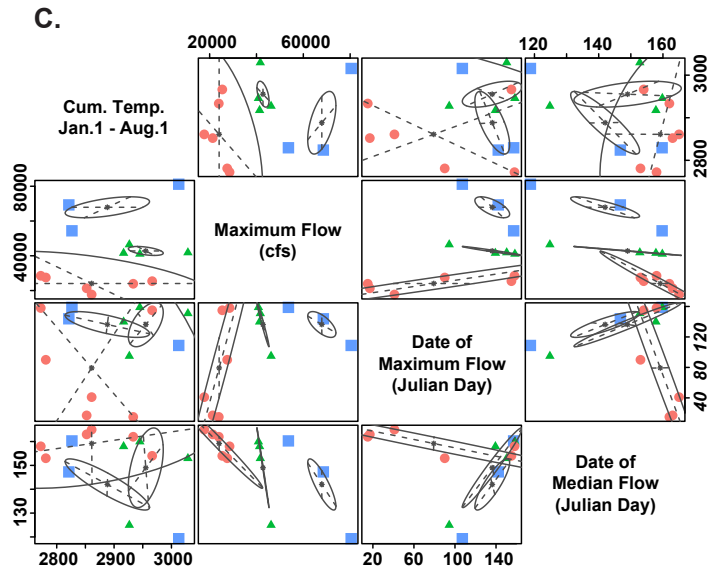 C.
20000 60000
120 140 160
Cum. Temp.
Jan.1 - Aug.1
2800 3000
40000 80000
Maximum Flow
(cfs)
Date of
Maximum Flow
(Julian Day)
40 80 120
130 150
Date of
Median Flow
(Julian Day)
2800 2900 3000
20 60 100 140